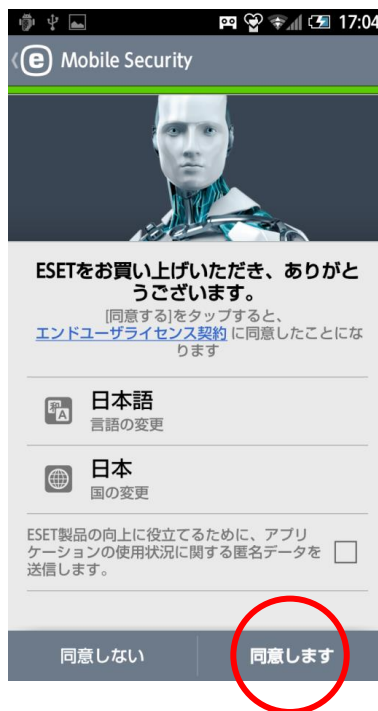 17:04
e Mobile Security
ESETをお買い上げいただき、ありがと
うございます。
[同意する]をタップすると、
エンドユーザライセンス契約 に同意したことにな
ります
和A
日本語
言語の変更
日本
国の変更
ESET製品の向上に役立てるために、アプリ
ケーションの使用状況に関する匿名データを
送信します。
同意しない
同意します